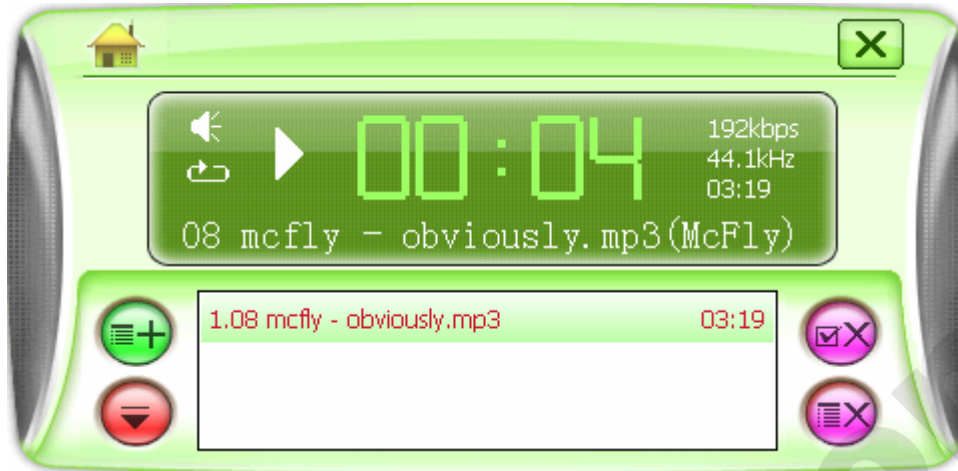 00:04
192kbps
44.1kHz
03:19
08 mcfly - obviously.mp3(McFly)
1.08 mcfly - obviously.mp3 03:19